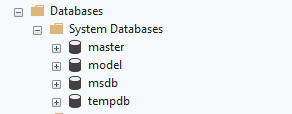 Databases
System Databases
master
model
msdb
tempdb